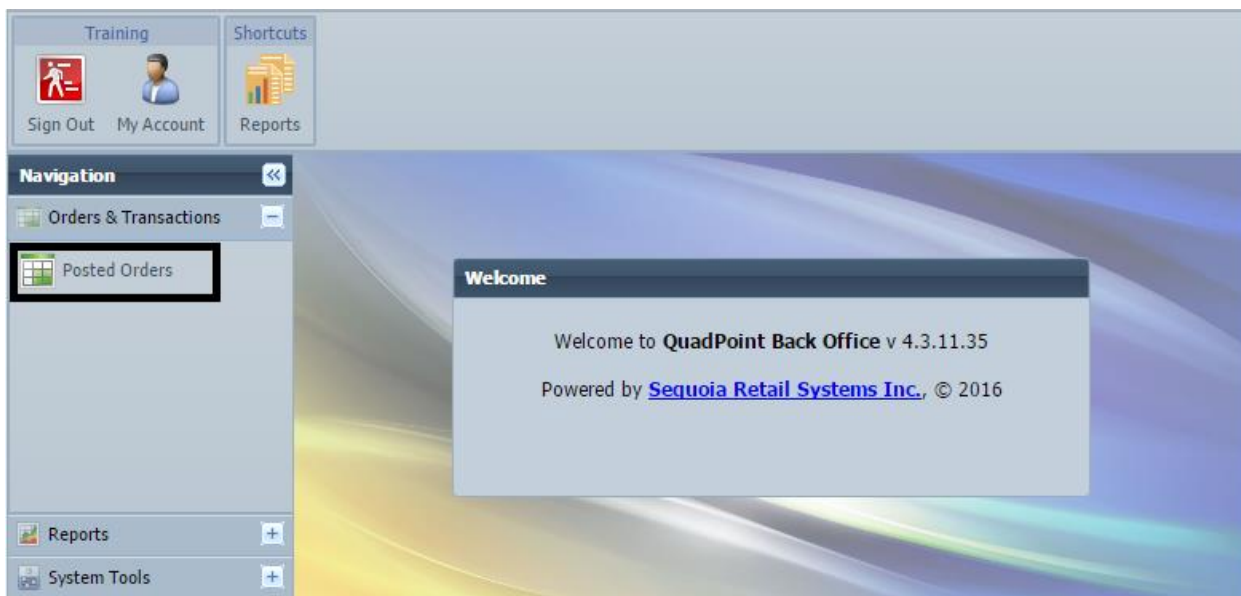 Training
Shortcuts
Sign Out
My Account
Reports
Navigation
Orders & Transactions
Posted Orders
Welcome
Welcome to QuadPoint Back Office v 4.3.11.35
Powered by Sequoia Retail Systems Inc., © 2016
Reports
System Tools